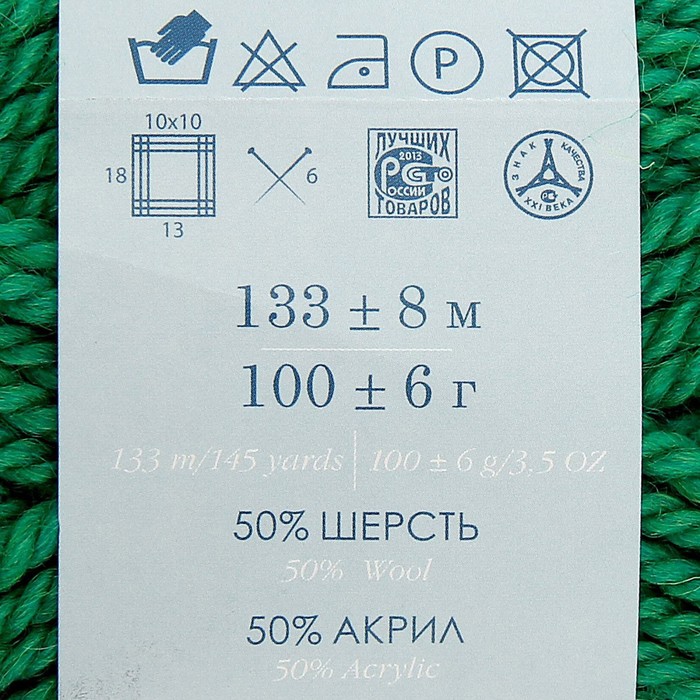 P
10x10
18
6
13
ЛУЧШИХ
2013
РСТО
РОССИИ
ТОВАРОВ
ЗНАК КАЧЕСТВА
XXI ВЕКА
133 ± 8 м
100 ± 6 г
133 m/145 yards | 100 ± 6 g/3.5 OZ
50% ШЕРСТЬ
50% Wool
50% АКРИЛ
50% Acrylic